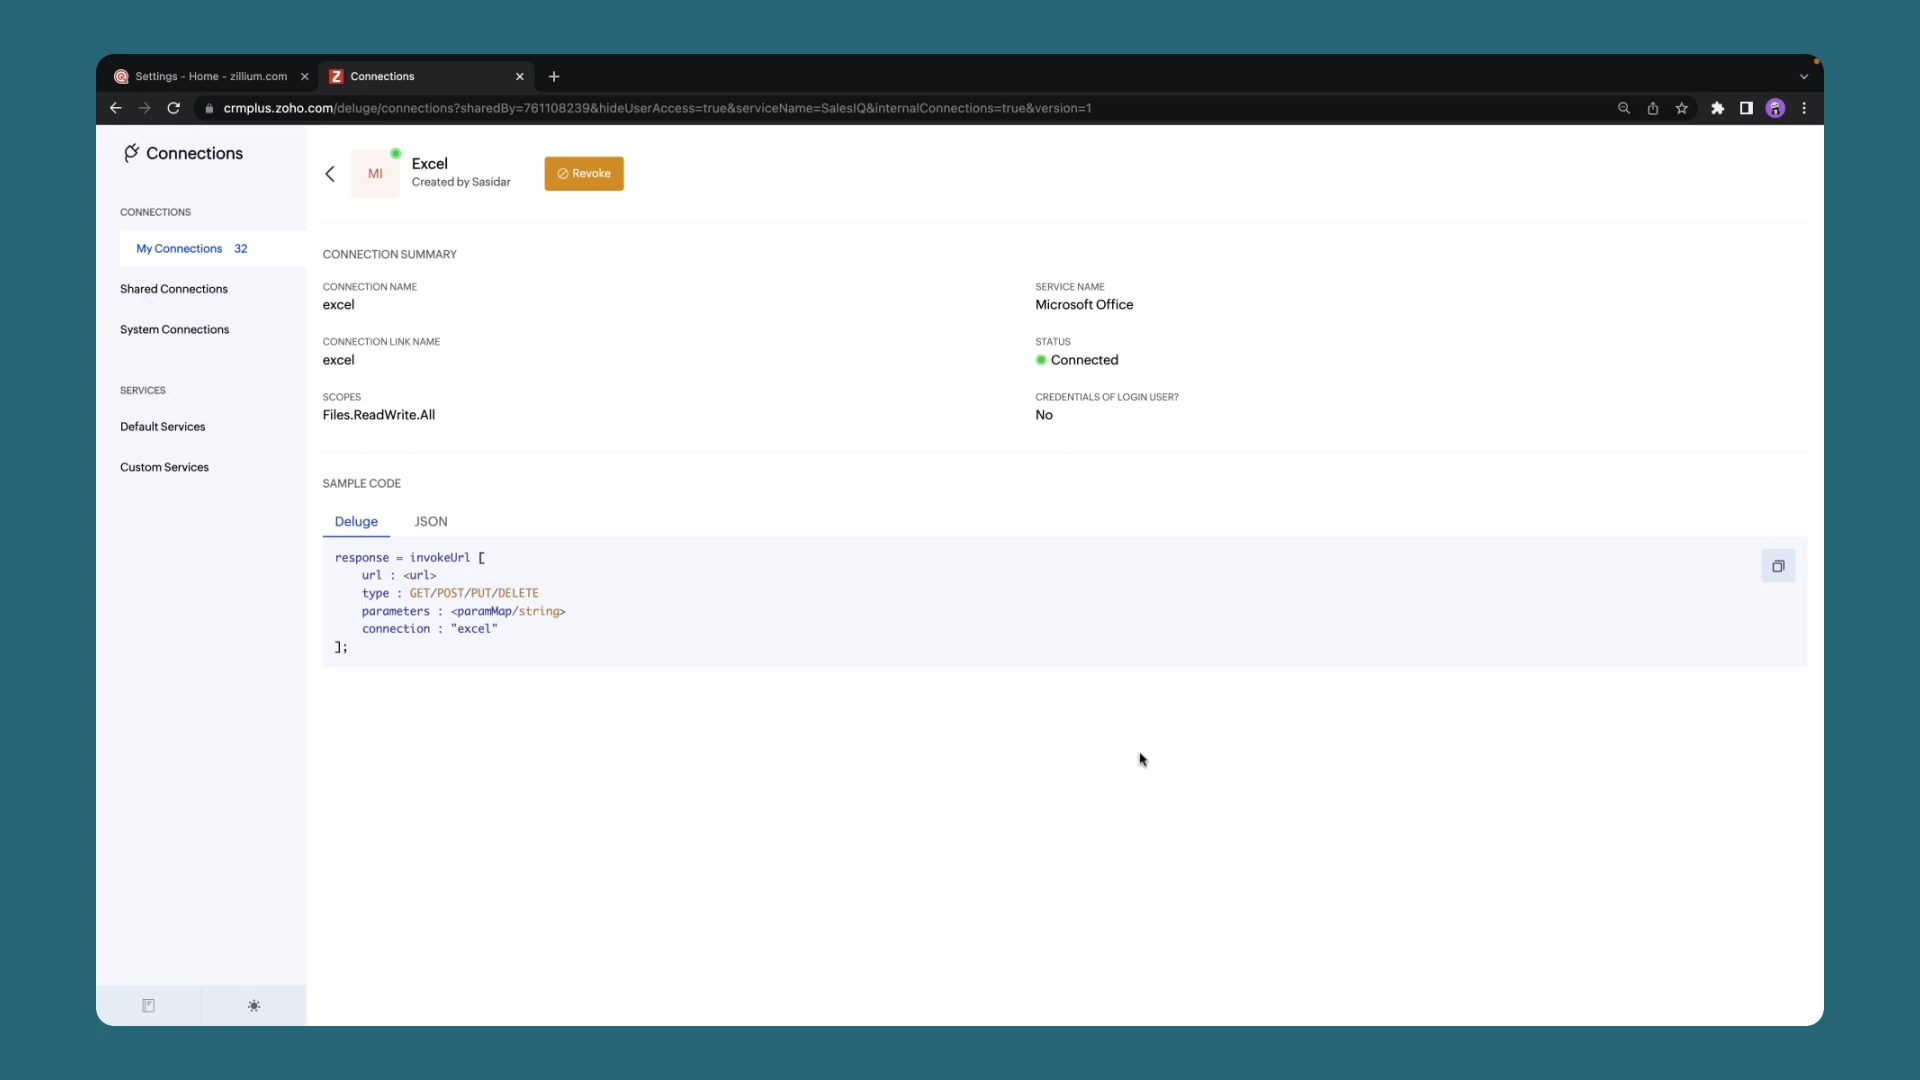 Settings - Home - zillium.com
Z Connections
crmplus.zoho.com/deluge/connections?sharedBy=761108239&hideUserAccess=true&serviceName=SalesIQ&internalConnections=true&version=1
Connections
CONNECTIONS
My Connections 32
Shared Connections
System Connections
SERVICES
Default Services
Custom Services
MI
Excel
Created by Sasidar
Revoke
CONNECTION SUMMARY
CONNECTION NAME
excel
SERVICE NAME
Microsoft Office
CONNECTION LINK NAME
excel
STATUS
Connected
SCOPES
Files.ReadWrite.All
CREDENTIALS OF LOGIN USER?
No
SAMPLE CODE
Deluge JSON
response = invokeUrl [
url : <url>
type : GET/POST/PUT/DELETE
parameters : <paramMap/string>
connection : "excel"
];